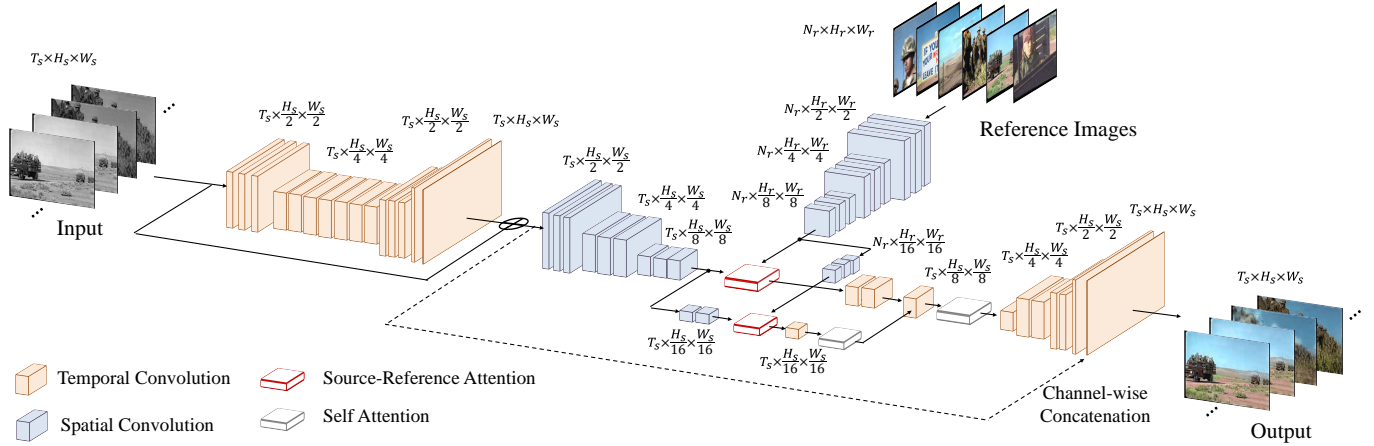 N_r×H_r×W_r
T_s×H_s×W_s
IF YOU
YOUR
LEAVE IT
T_s×H_s/2×W_s/2
T_s×H_s/2×W_s/2
T_s×H_s×W_s
N_r×H_r/2×W_r/2
Reference Images
T_s×H_s/4×W_s/4
T_s×H_s/2×W_s/2
N_r×H_r/4×W_r/4
T_s×H_s/4×W_s/4
N_r×H_r/8×W_r/8
T_s×H_s×W_s
Input
T_s×H_s/8×W_s/8
N_r×H_r/16×W_r/16
T_s×H_s/2×W_s/2
T_s×H_s/8×W_s/8
T_s×H_s/4×W_s/4
T_s×H_s×W_s
T_s×H_s/16×W_s/16
T_s×H_s/16×W_s/16
Temporal Convolution
Source-Reference Attention
Spatial Convolution
Self Attention
Channel-wise
Concatenation
Output